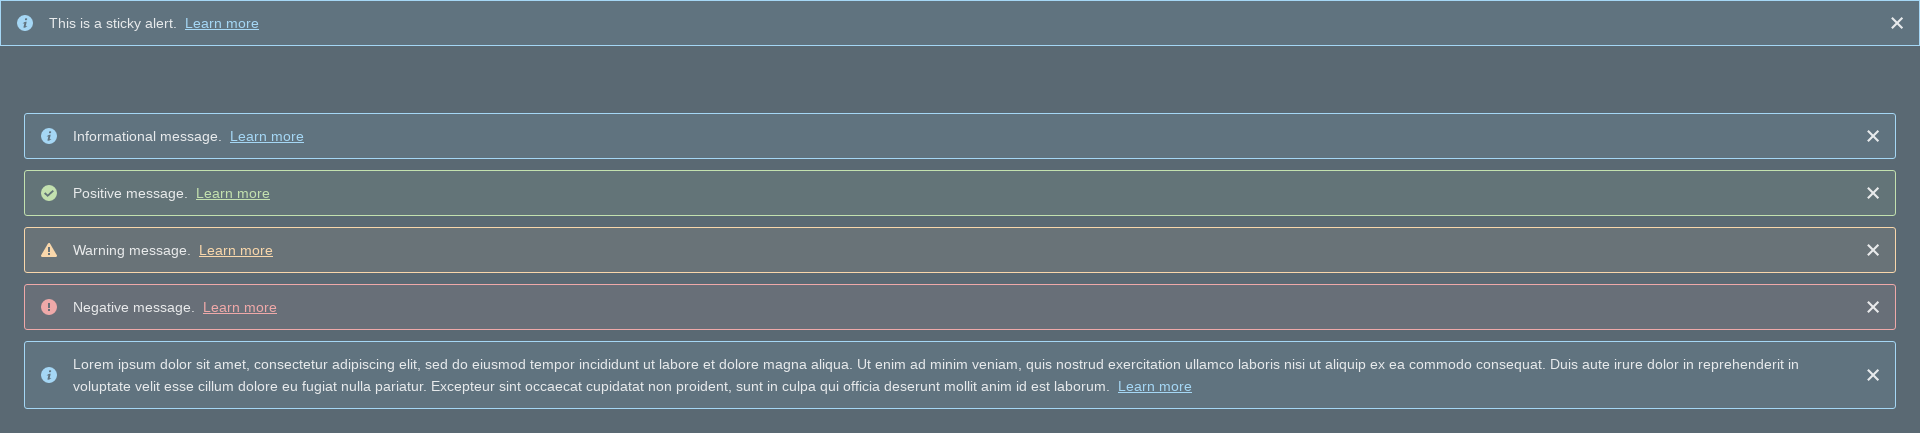 This is a sticky alert. Learn more
Informational message. Learn more
Positive message. Learn more
Warning message. Learn more
Negative message. Learn more
Lorem ipsum dolor sit amet, consectetur adipiscing elit, sed do eiusmod tempor incididunt ut labore et dolore magna aliqua. Ut enim ad minim veniam, quis nostrud exercitation ullamco laboris nisi ut aliquip ex ea commodo consequat. Duis aute irure dolor in reprehenderit in
voluptate velit esse cillum dolore eu fugiat nulla pariatur. Excepteur sint occaecat cupidatat non proident, sunt in culpa qui officia deserunt mollit anim id est laborum. Learn more